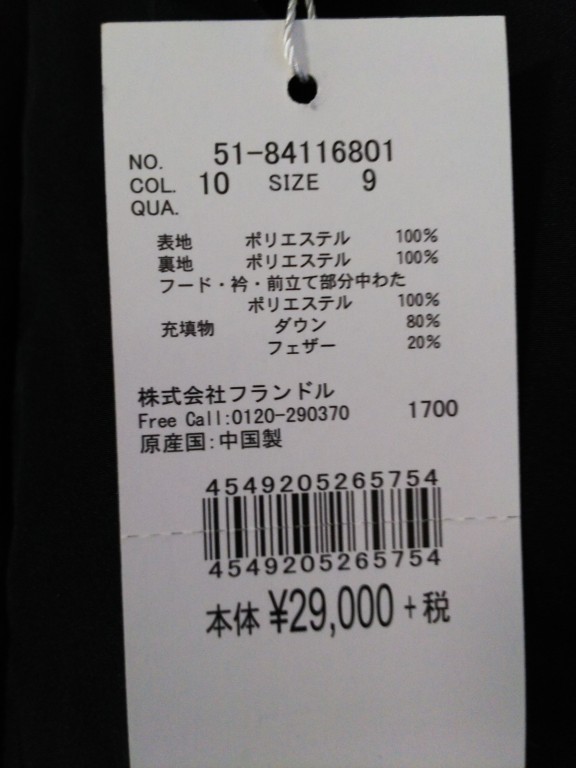 NO. 51-84116801
COL. 10 SIZE 9
QUA.
表地 ポリエステル 100%
裏地 ポリエステル 100%
フード・衿・前立て部分中わた
ポリエステル 100%
充填物 ダウン 80%
フェザー 20%
株式会社フランドル
Free Call:0120-290370 1700
原産国:中国製
4549205265754
4549205265754
本体 ¥29,000 +税